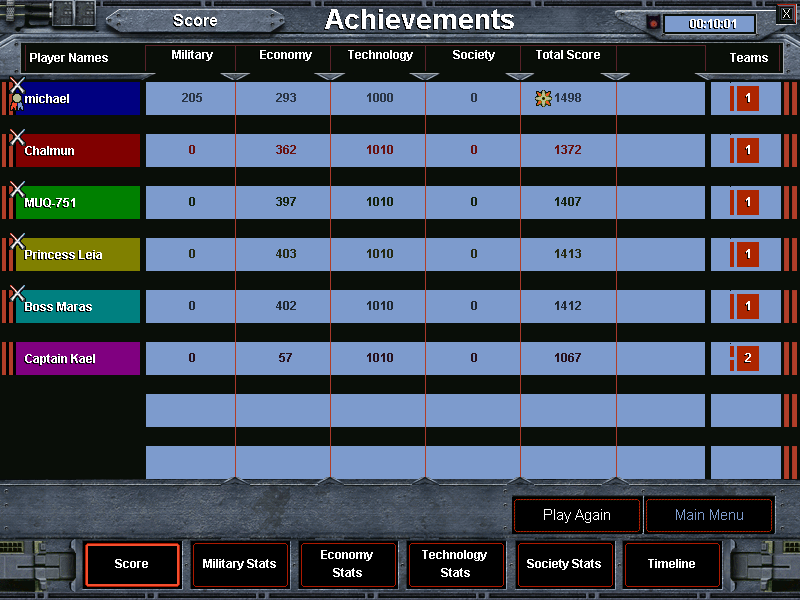 Score Achievements X 00:10:01
Player Names Military Economy Technology Society Total Score Teams
michael 205 293 1000 0 1498 1
Chalmun 0 362 1010 0 1372 1
MUQ-751 0 397 1010 0 1407 1
Princess Leia 0 403 1010 0 1413 1
Boss Maras 0 402 1010 0 1412 1
Captain Kael 0 57 1010 0 1067 2
Play Again Main Menu
Score Military Stats Economy Stats Technology Stats Society Stats Timeline